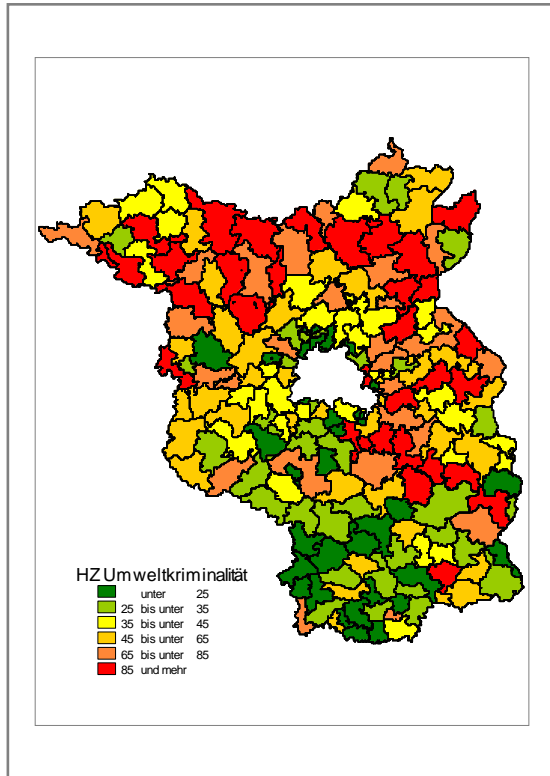 HZ Umweltkriminalität
unter 25
25 bis unter 35
35 bis unter 45
45 bis unter 65
65 bis unter 85
85 und mehr